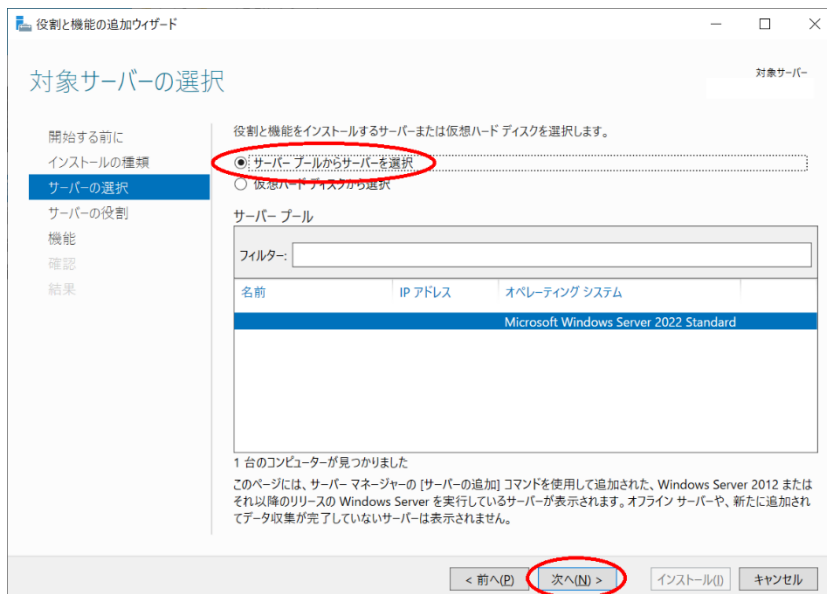 役割と機能の追加ウィザード
対象サーバーの選択
対象サーバー
開始する前に
インストールの種類
サーバーの選択
サーバーの役割
機能
確認
結果
役割と機能をインストールするサーバーまたは仮想ハード ディスクを選択します。
サーバー プールからサーバーを選択
仮想ハード ディスクから選択
サーバー プール
フィルター:
名前 IP アドレス オペレーティング システム
Microsoft Windows Server 2022 Standard
1 台のコンピューターが見つかりました
このページには、サーバー マネージャーの [サーバーの追加] コマンドを使用して追加された、Windows Server 2012 または
それ以降のリリースの Windows Server を実行しているサーバーが表示されます。オフライン サーバーや、新たに追加され
てデータ収集が完了していないサーバーは表示されません。
< 前へ(P) 次へ(N) > インストール(I) キャンセル